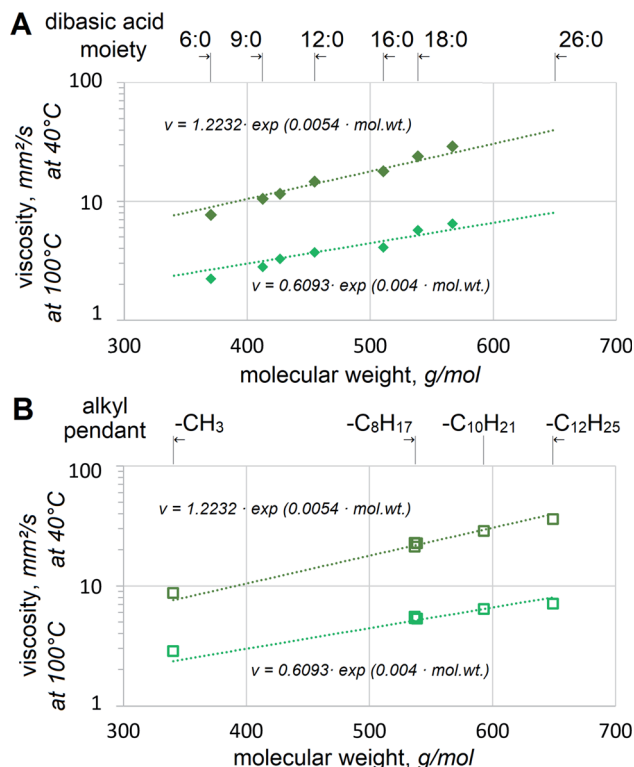 A
dibasic acid
moiety
6:0 9:0 12:0 16:0 18:0 26:0
100
10
1
viscosity, mm²/s
at 100°C at 40°C
v = 1.2232· exp (0.0054 · mol.wt.)
v = 0.6093· exp (0.004 · mol.wt.)
300 400 500 600 700
molecular weight, g/mol
B
alkyl
pendant
-CH₃ -C₈H₁₇ -C₁₀H₂₁ -C₁₂H₂₅
100
10
1
viscosity, mm²/s
at 100°C at 40°C
v = 1.2232· exp (0.0054 · mol.wt.)
v = 0.6093· exp (0.004 · mol.wt.)
300 400 500 600 700
molecular weight, g/mol